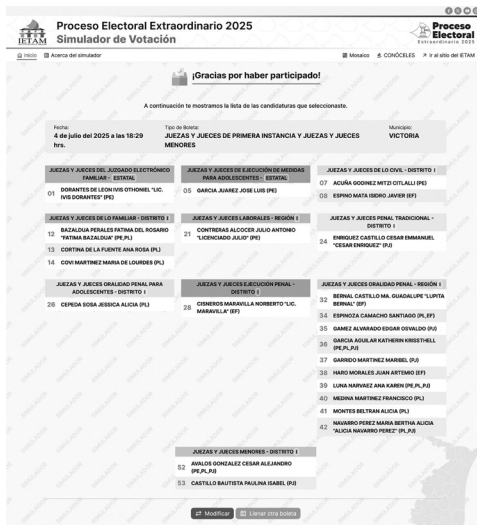 Proceso Electoral Extraordinario 2025
Simulador de Votación
IETAM
Proceso
Electoral
Extraordinario 2025
Inicio
Acerca del simulador
Mosaico
CONÓCELES
Ir al sitio del IETAM
¡Gracias por haber participado!
A continuación te mostramos la lista de las candidaturas que seleccionaste.
Fecha:
4 de julio del 2025 a las 18:29
hrs.
Tipo de Boleta:
JUEZAS Y JUECES DE PRIMERA INSTANCIA Y JUEZAS Y JUECES
MENORES
Municipio:
VICTORIA
JUEZAS Y JUECES DEL JUZGADO ELECTRÓNICO
FAMILIAR - ESTATAL
01 DORANTES DE LEON IVIS OTHONIEL "LIC.
IVIS DORANTES" (PE)
JUEZAS Y JUECES DE EJECUCIÓN DE MEDIDAS
PARA ADOLESCENTES - ESTATAL
05 GARCIA JUAREZ JOSE LUIS (PE)
JUEZAS Y JUECES DE LO CIVIL - DISTRITO I
07 ACUÑA GODINEZ MITZI CITLALLI (PE)
08 ESPINO MATA ISIDRO JAVIER (EF)
JUEZAS Y JUECES DE LO FAMILIAR - DISTRITO I
12 BAZALDUA PERALES FATIMA DEL ROSARIO
"FATIMA BAZALDUA" (PE,PL)
13 CORTINA DE LA FUENTE ANA ROSA (PL)
14 COVI MARTINEZ MARIA DE LOURDES (PL)
JUEZAS Y JUECES LABORALES - REGIÓN I
21 CONTRERAS ALCOCER JULIO ANTONIO
"LICENCIADO JULIO" (PE)
JUEZAS Y JUECES PENAL TRADICIONAL -
DISTRITO I
24 ENRIQUEZ CASTILLO CESAR EMMANUEL
"CESAR ENRIQUEZ" (PJ)
JUEZAS Y JUECES ORALIDAD PENAL PARA
ADOLESCENTES - DISTRITO I
26 CEPEDA SOSA JESSICA ALICIA (PL)
JUEZAS Y JUECES EJECUCIÓN PENAL -
DISTRITO I
28 CISNEROS MARAVILLA NORBERTO "LIC.
MARAVILLA" (EF)
JUEZAS Y JUECES ORALIDAD PENAL - REGIÓN I
32 BERNAL CASTILLO MA. GUADALUPE "LUPITA
BERNAL" (EF)
34 ESPINOZA CAMACHO SANTIAGO (PL,EF)
35 GAMEZ ALVARADO EDGAR OSVALDO (PJ)
36 GARCIA AGUILAR KATHERIN KRISSTHELL
(PE,PL,PJ)
37 GARRIDO MARTINEZ MARIBEL (PJ)
38 HARO MORALES JUAN ARTEMIO (EF)
39 LUNA NARVAEZ ANA KAREN (PE,PL,PJ)
40 MEDINA MARTINEZ FRANCISCO (PL)
41 MONTES BELTRAN ALICIA (PL)
42 NAVARRO PEREZ MARIA BERTHA ALICIA
"ALICIA NAVARRO PEREZ" (PL,PJ)
JUEZAS Y JUECES MENORES - DISTRITO I
52 AVALOS GONZALEZ CESAR ALEJANDRO
(PE,PL,PJ)
53 CASTILLO BAUTISTA PAULINA ISABEL (PJ)
Modificar
Llenar otra boleta